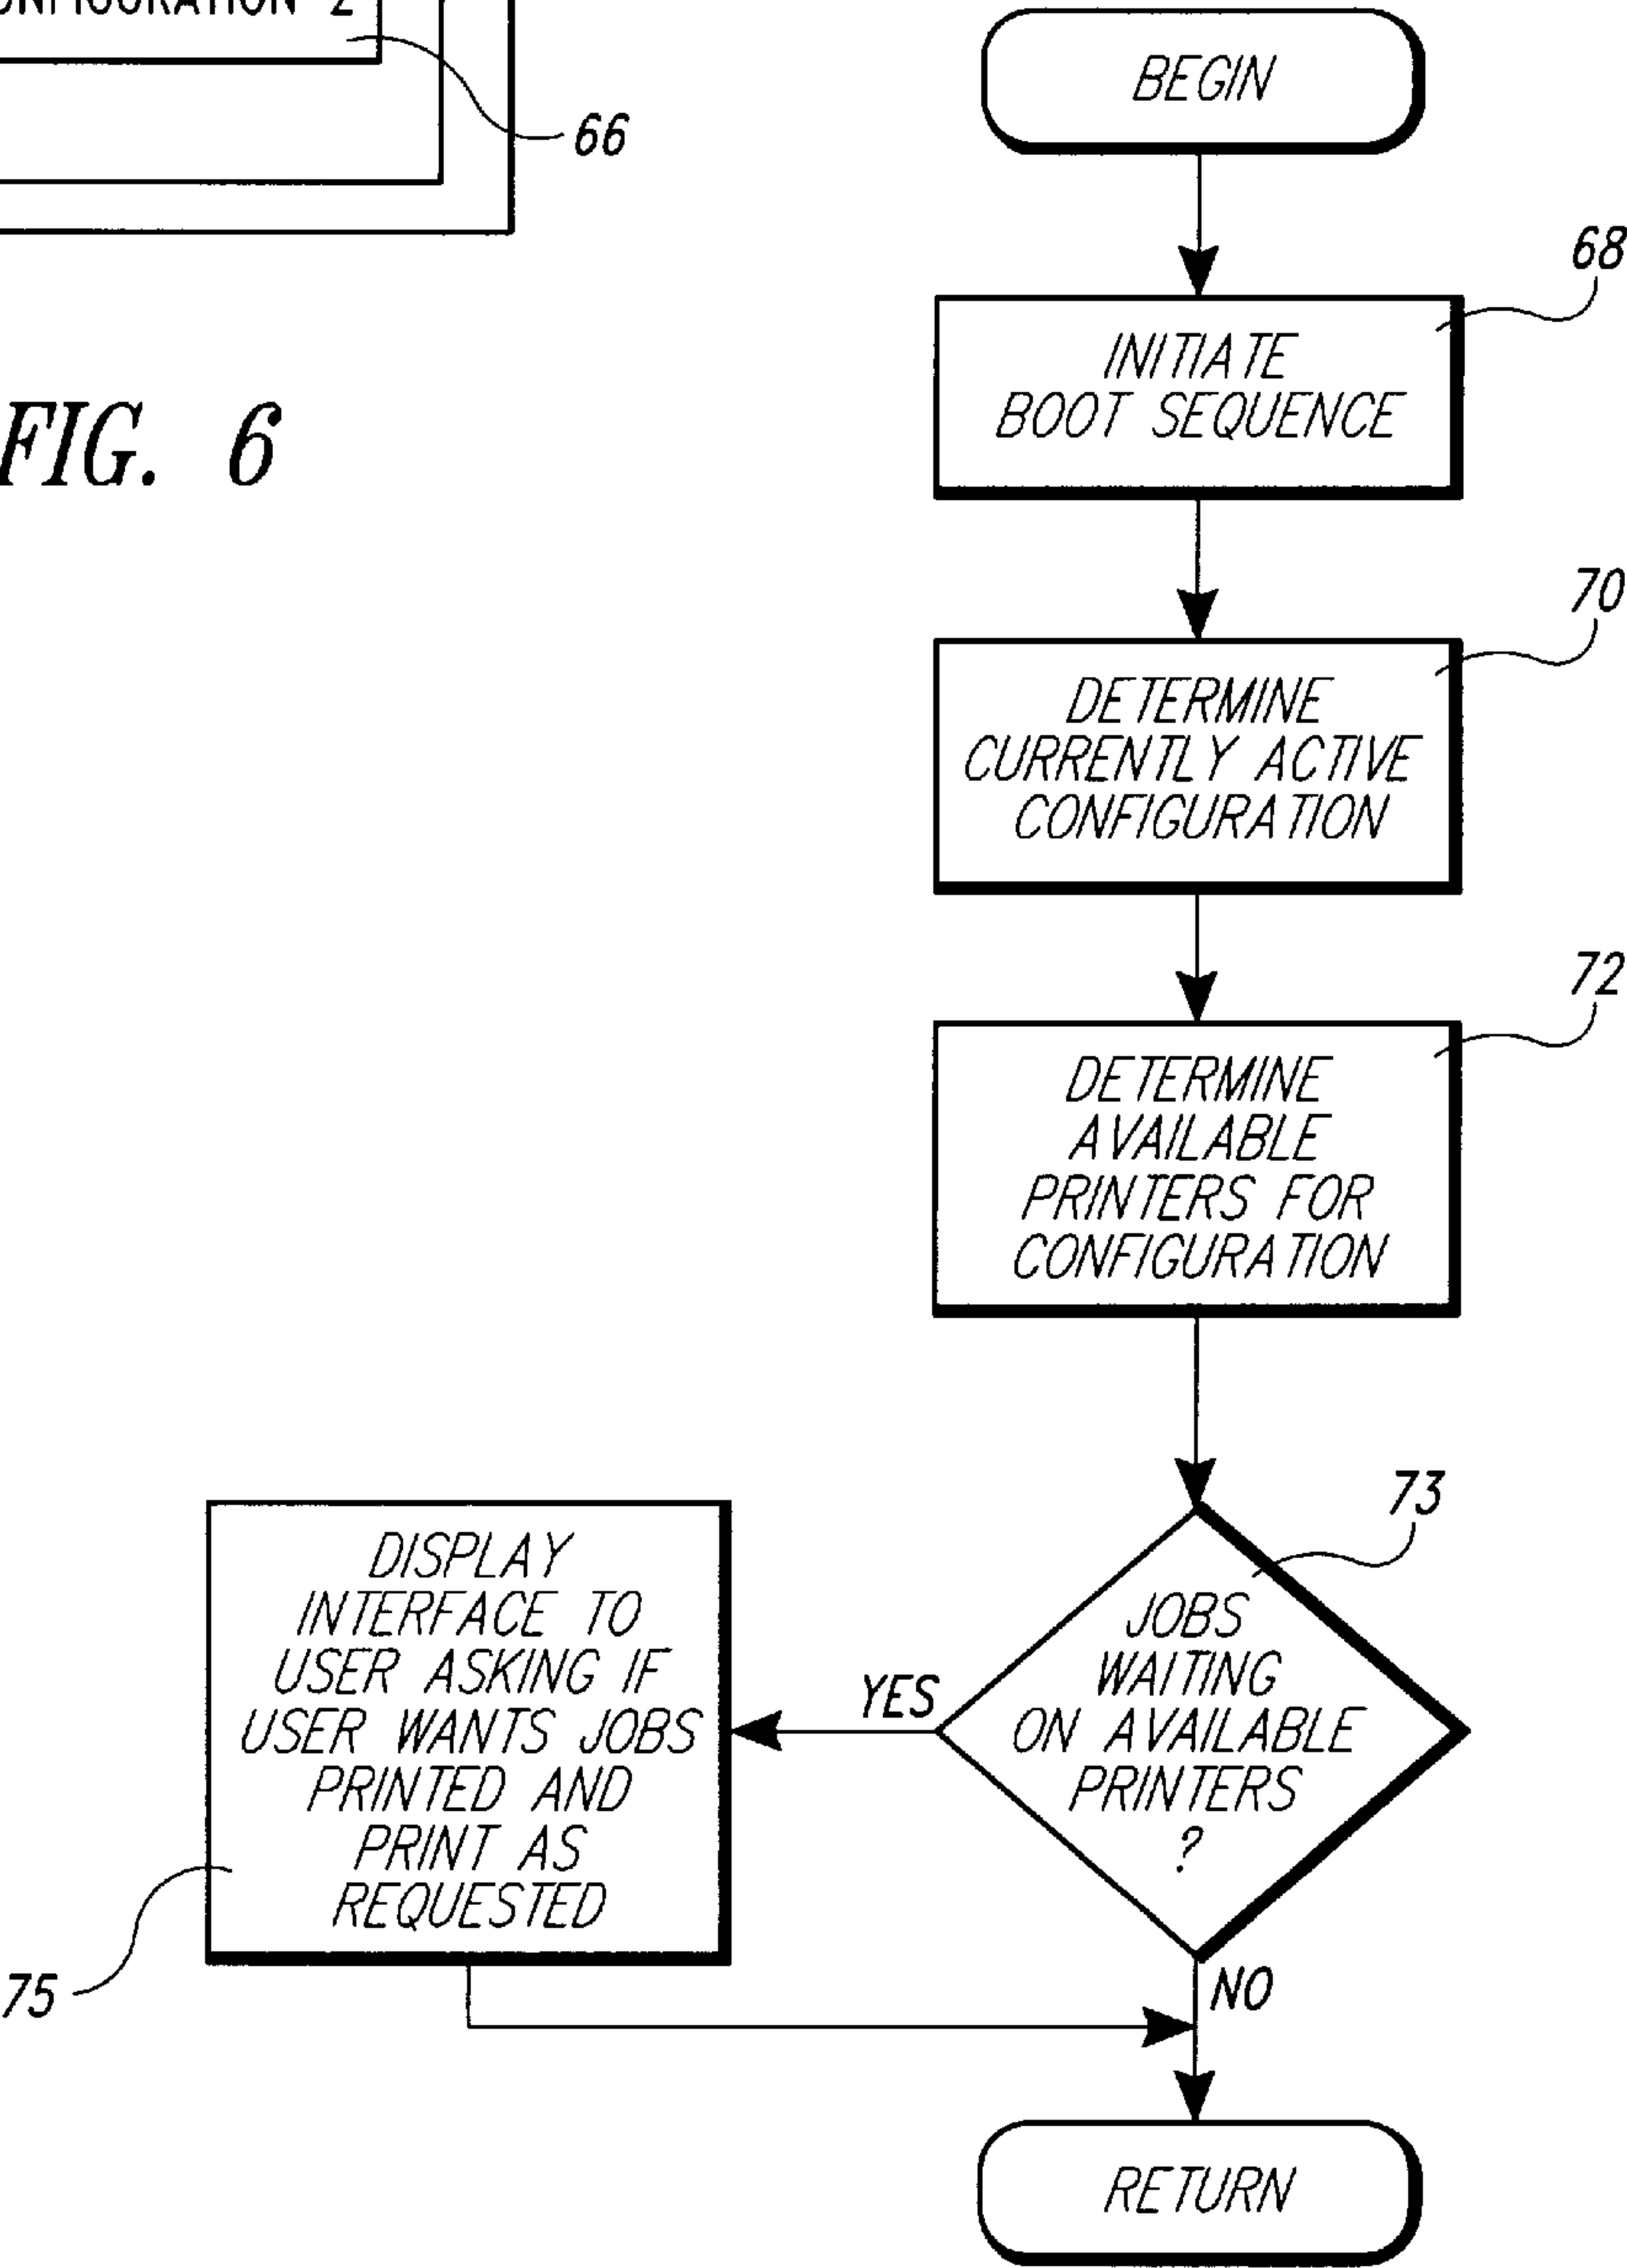 2
66
FIG. 6
BEGIN
68
INITIATE
BOOT SEQUENCE
70
DETERMINE
CURRENTLY ACTIVE
CONFIGURATION
72
DETERMINE
AVAILABLE
PRINTERS FOR
CONFIGURATION
73
JOBS
WAITING
ON AVAILABLE
PRINTERS
?
YES
NO
DISPLAY
INTERFACE TO
USER ASKING IF
USER WANTS JOBS
PRINTED AND
PRINT AS
REQUESTED
75
RETURN